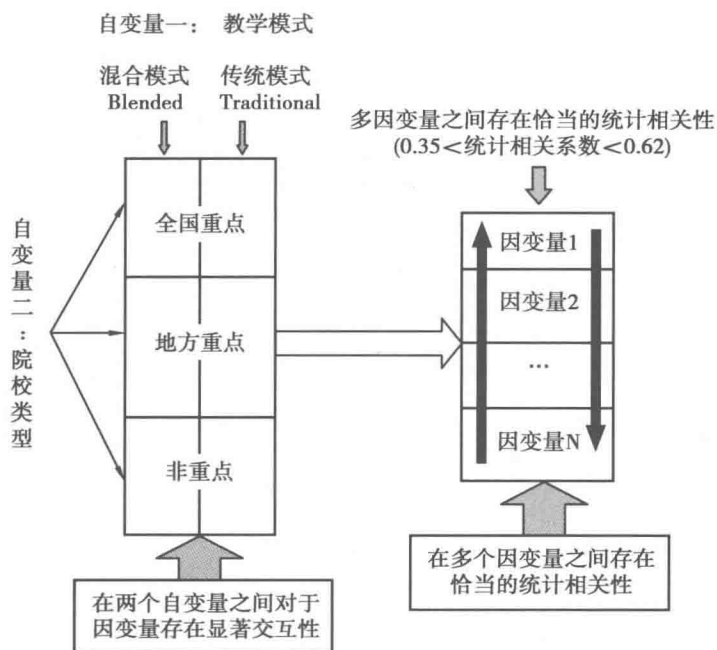 自变量一： 教学模式
混合模式 传统模式
Blended Traditional
多因变量之间存在恰当的统计相关性
(0.35<统计相关系数<0.62)
自变量二：院校类型
全国重点
地方重点
非重点
因变量1
因变量2
…
因变量N
在两个自变量之间对于
因变量存在显著交互性
在多个因变量之间存在
恰当的统计相关性